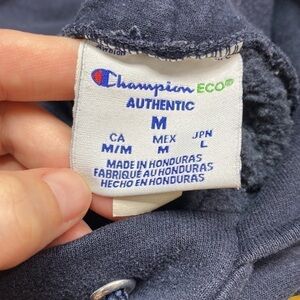 Champion ECO®
AUTHENTIC
M
CA MEX JPN
M/M M L
MADE IN HONDURAS
FABRIQUÉ AU HONDURAS
HECHO EN HONDURAS